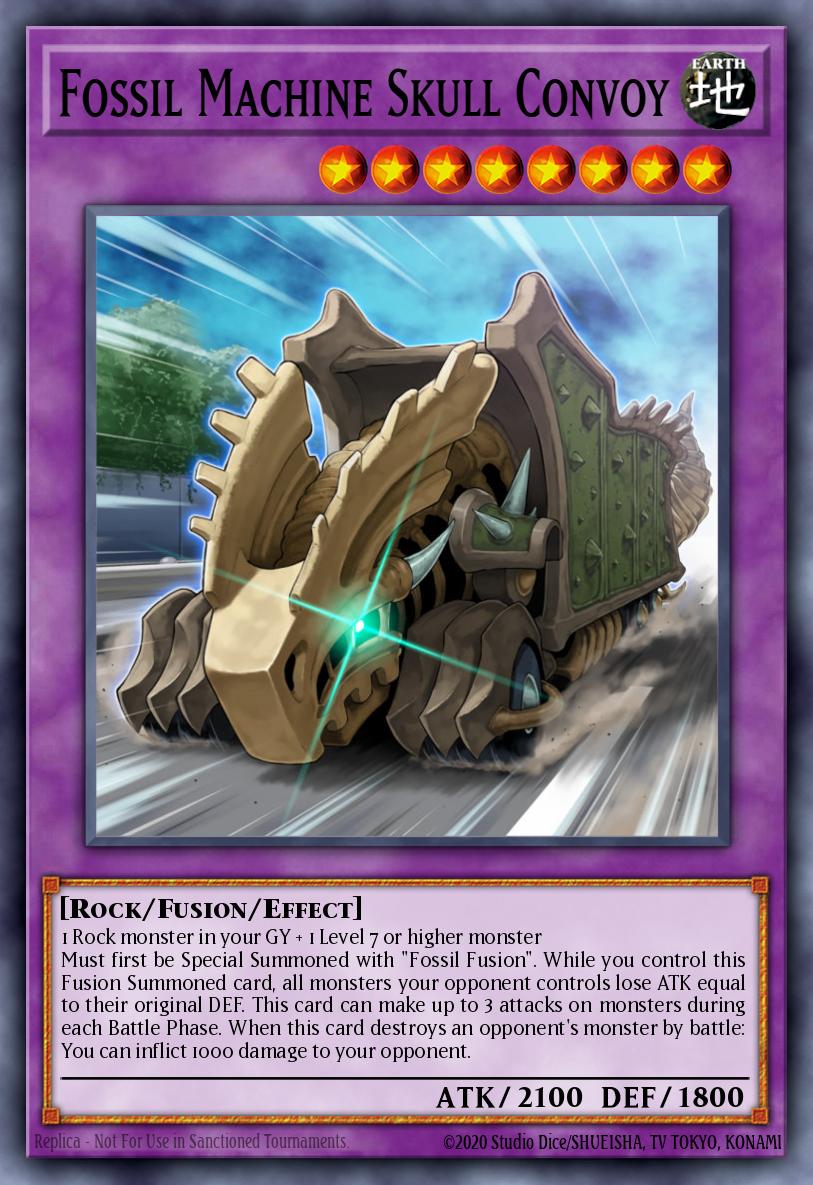 Fossil Machine Skull Convoy
EARTH
地
[Rock/Fusion/Effect]
1 Rock monster in your GY + 1 Level 7 or higher monster
Must first be Special Summoned with "Fossil Fusion". While you control this
Fusion Summoned card, all monsters your opponent controls lose ATK equal
to their original DEF. This card can make up to 3 attacks on monsters during
each Battle Phase. When this card destroys an opponent's monster by battle:
You can inflict 1000 damage to your opponent.
ATK/2100 DEF/1800
Replica - Not For Use in Sanctioned Tournaments.
©2020 Studio Dice/SHUEISHA, TV TOKYO, KONAMI